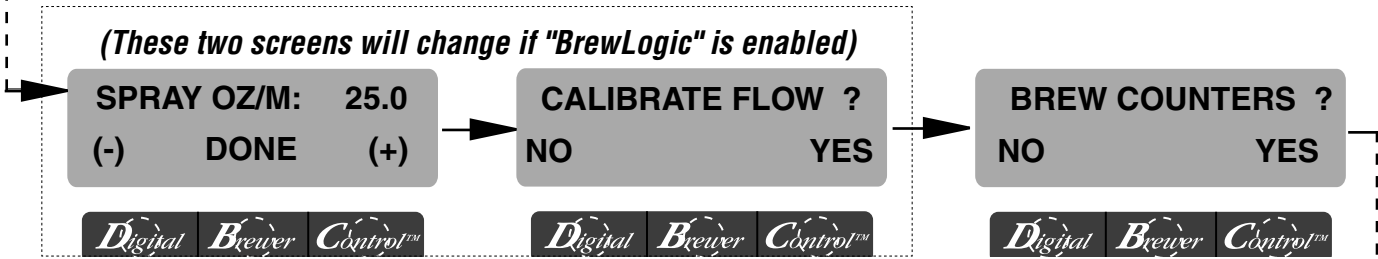 (These two screens will change if "BrewLogic" is enabled)
SPRAY OZ/M: 25.0
(-) DONE (+)
CALIBRATE FLOW ?
NO YES
BREW COUNTERS ?
NO YES
Digital Brewer Control™
Digital Brewer Control™
Digital Brewer Control™